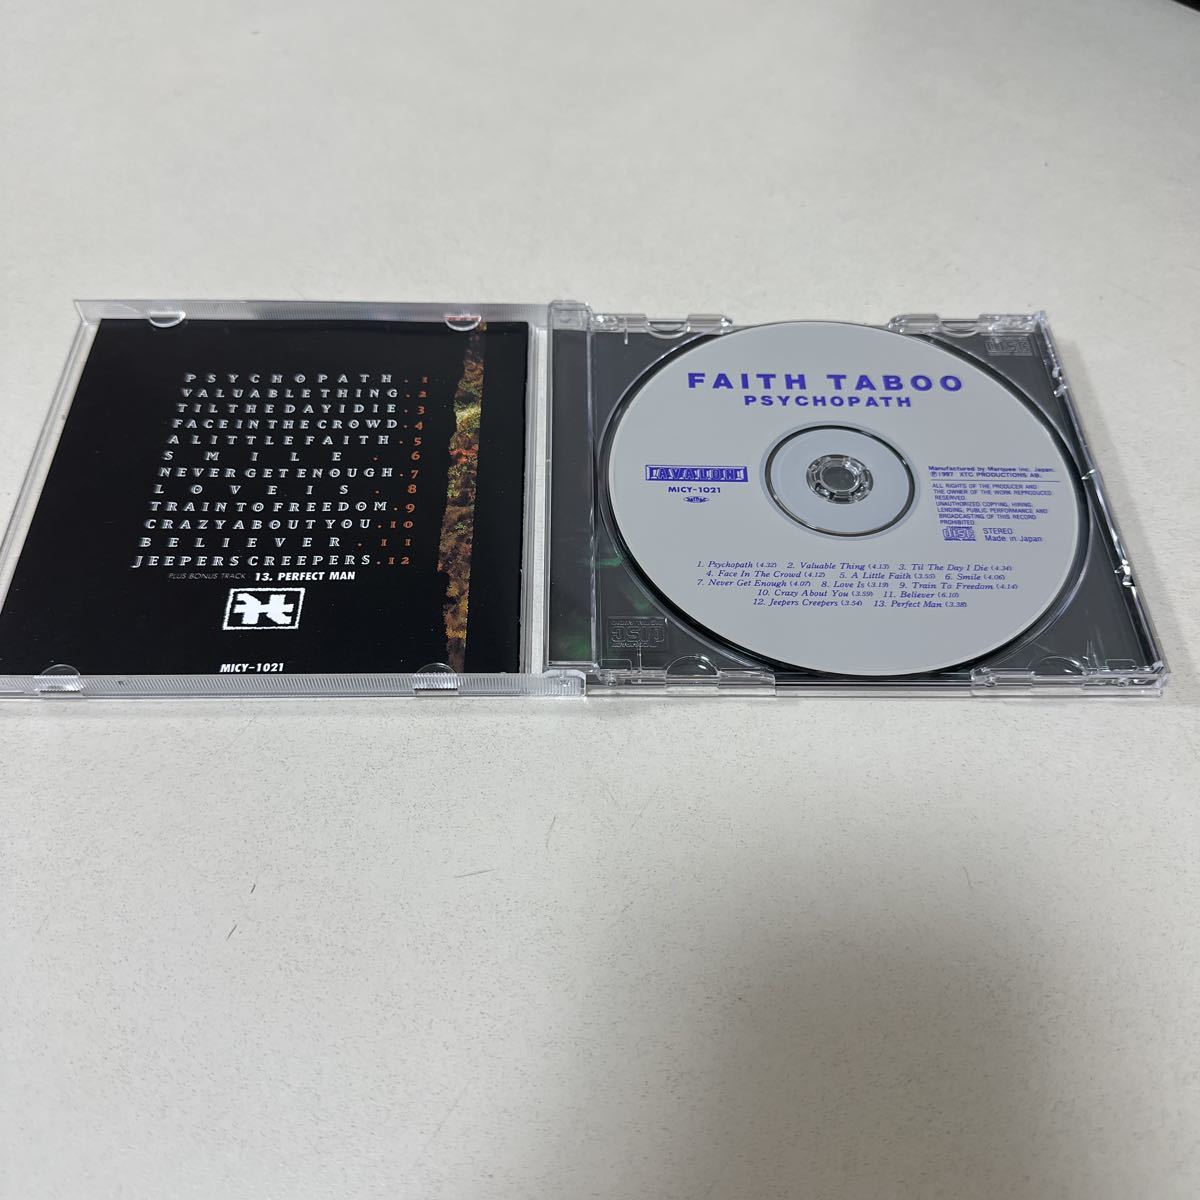 PSYCHOPATH.1
VALUABLETHING.2
TILTHEDAYIDIE.3
FACEINTHECROWD.4
ALITTLEFAITH.5
SMILE.6
NEVERGETENOUGH.7
LOVEIS.8
TRAINTOFREEDOM.9
CRAZYABOUTYOU.10
BELIEVER.11
JEEPERSCREEPERS.12
PLUS BONUS TRACK 13. PERFECT MAN
MICY-1021
FAITH TABOO
PSYCHOPATH
AVALON
MICY-1021
Manufactured by Marquee Inc. Japan.
℗1997 XTC PRODUCTIONS AB.
ALL RIGHTS OF THE PRODUCER AND
THE OWNER OF THE WORK REPRODUCED
RESERVED.
UNAUTHORIZED COPYING, HIRING,
LENDING, PUBLIC PERFORMANCE AND
BROADCASTING OF THIS RECORD
PROHIBITED.
disc STEREO
Made in Japan
1. Psychopath (4.32) 2. Valuable Thing (4.13) 3. Til The Day I Die (4.34)
4. Face In The Crowd (4.12) 5. A Little Faith (3.55) 6. Smile (4.06)
7. Never Get Enough (4.07) 8. Love Is (3.19) 9. Train To Freedom (4.14)
10. Crazy About You (3.59) 11. Believer (6.10)
12. Jeepers Creepers (3.54) 13. Perfect Man (3.38)
disc
disc